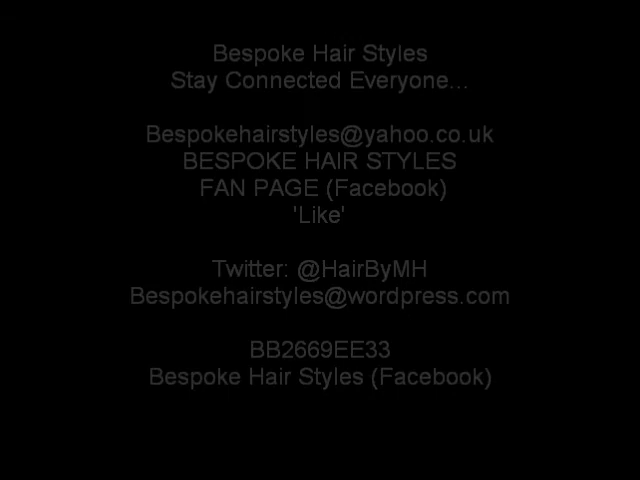 Bespoke Hair Styles
Stay Connected Everyone...
Bespokehairstyles@yahoo.co.uk
BESPOKE HAIR STYLES
FAN PAGE (Facebook)
'Like'
Twitter: @HairByMH
Bespokehairstyles@wordpress.com
BB2669EE33
Bespoke Hair Styles (Facebook)